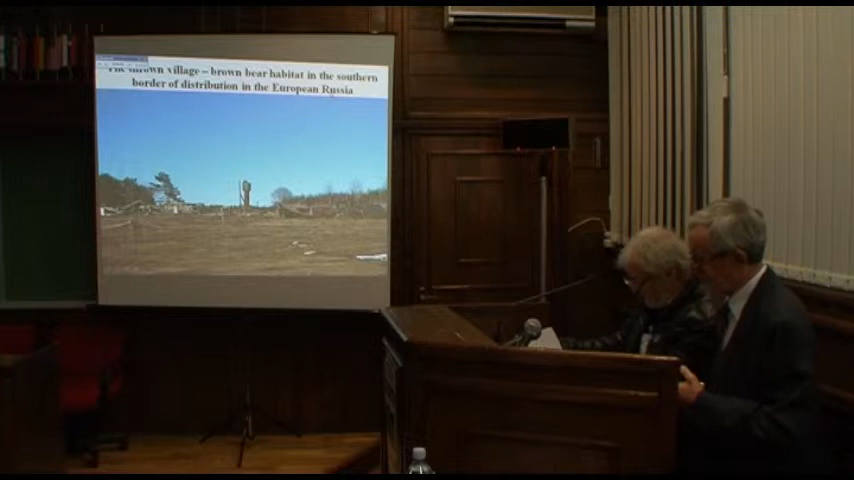 village – brown bear habitat in the southern
border of distribution in the European Russia